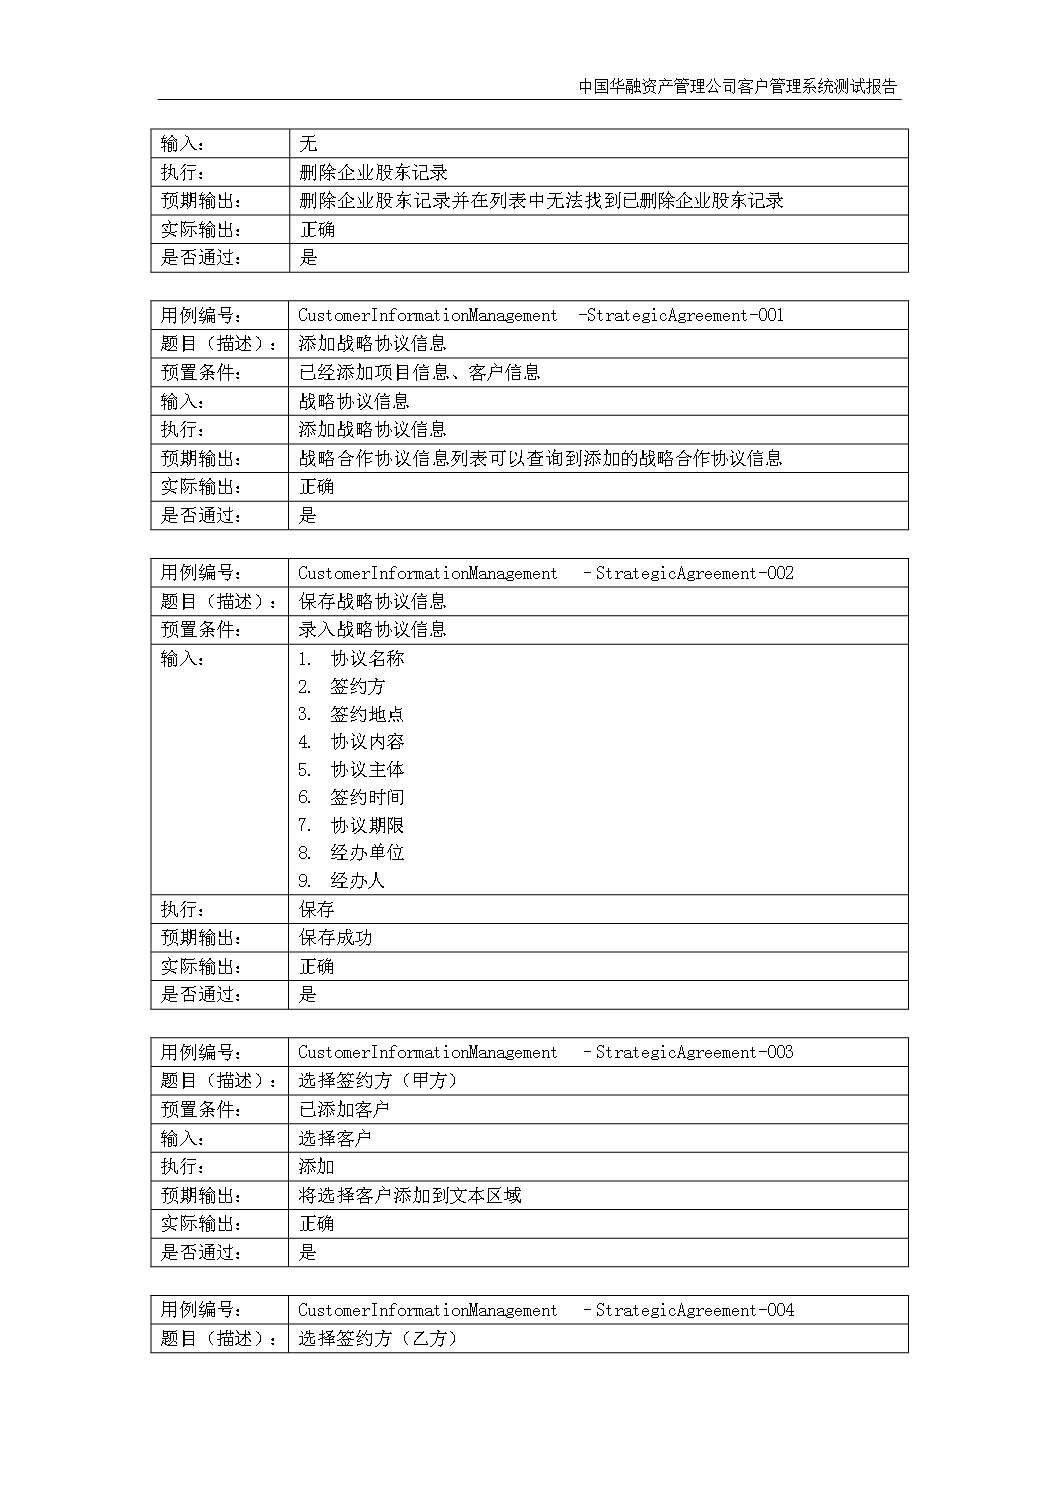 中国华融资产管理公司客户管理系统测试报告
输入： 无
执行： 删除企业股东记录
预期输出： 删除企业股东记录并在列表中无法找到已删除企业股东记录
实际输出： 正确
是否通过： 是
用例编号： CustomerInformationManagement -StrategicAgreement-001
题目（描述）： 添加战略协议信息
预置条件： 已经添加项目信息、客户信息
输入： 战略协议信息
执行： 添加战略协议信息
预期输出： 战略合作协议信息列表可以查询到添加的战略合作协议信息
实际输出： 正确
是否通过： 是
用例编号： CustomerInformationManagement –StrategicAgreement-002
题目（描述）： 保存战略协议信息
预置条件： 录入战略协议信息
输入： 1. 协议名称
2. 签约方
3. 签约地点
4. 协议内容
5. 协议主体
6. 签约时间
7. 协议期限
8. 经办单位
9. 经办人
执行： 保存
预期输出： 保存成功
实际输出： 正确
是否通过： 是
用例编号： CustomerInformationManagement –StrategicAgreement-003
题目（描述）： 选择签约方（甲方）
预置条件： 已添加客户
输入： 选择客户
执行： 添加
预期输出： 将选择客户添加到文本区域
实际输出： 正确
是否通过： 是
用例编号： CustomerInformationManagement –StrategicAgreement-004
题目（描述）： 选择签约方（乙方）